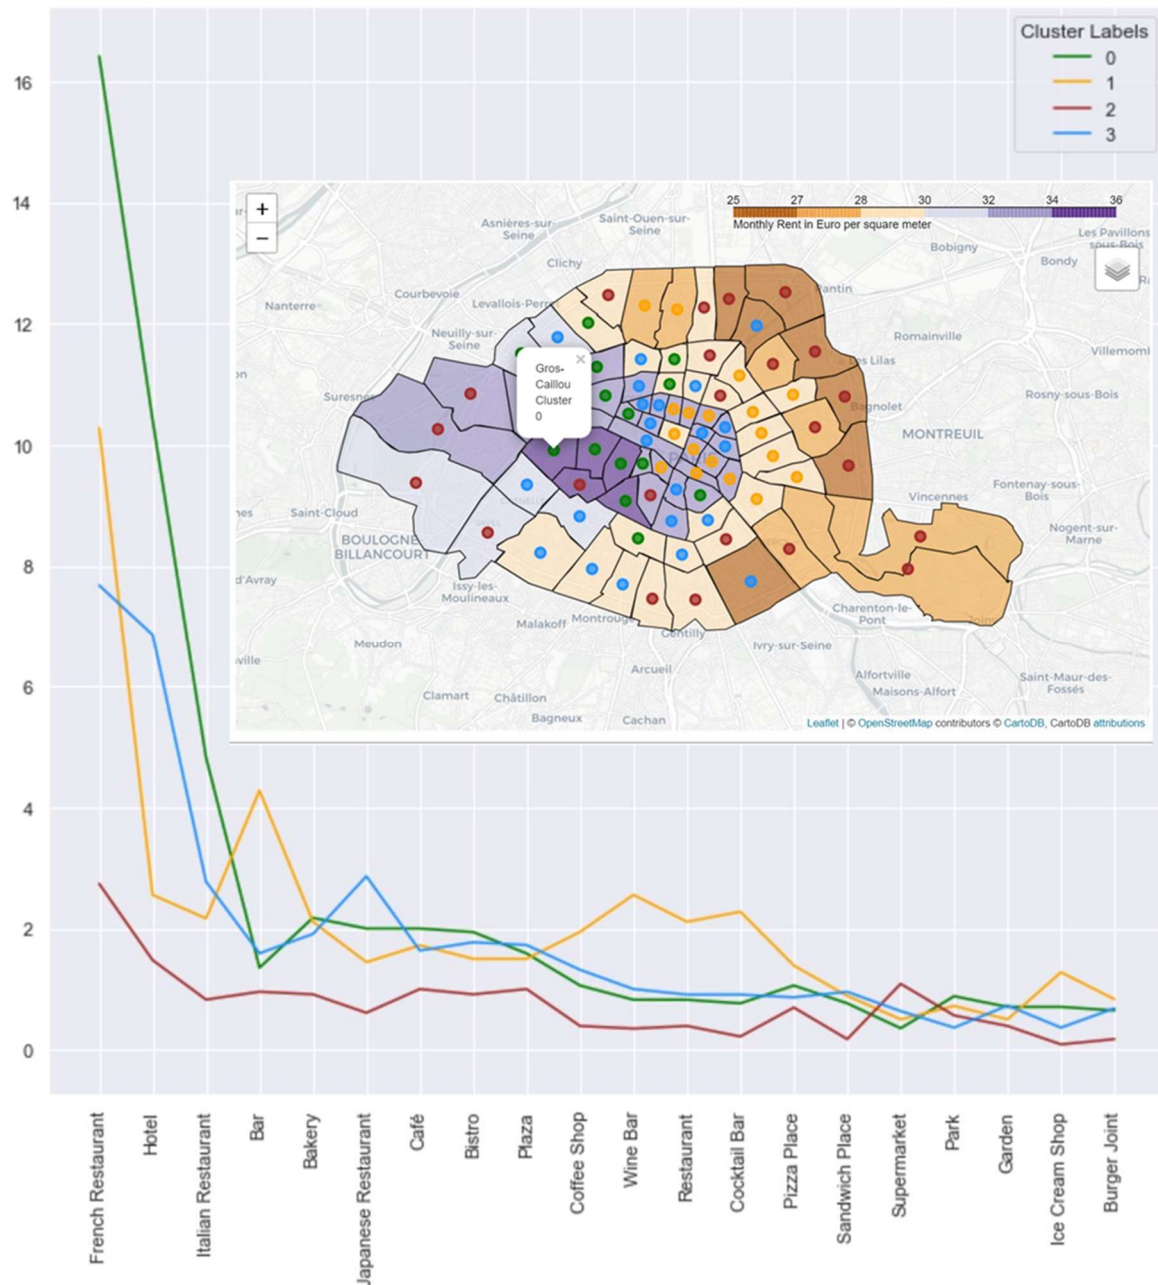 Cluster Labels
0
1
2
3
16
14
12
10
8
6
4
2
0
+
−
25 27 28 30 32 34 36
Monthly Rent in Euro per square meter
Asnières-sur-
Seine
Saint-Ouen-sur-
Seine
Bobigny
Les Pavillons
sous-Bois
Bondy
Clichy
Nanterre
Courbevoie
Levallois-Perr
Pantin
Neuilly-sur-
Seine
Romainville
Villemoml
Les Lilas
×
Gros-
Caillou
Cluster
0
Suresnes
Rosny-sous-Bois
Bagnolet
MONTREUIL
PARIS
Saint-Cloud
BOULOGNE
BILLANCOURT
Vincennes
Fontenay-sous-
Bois
Nogent-sur-
Marne
d'Avray
Issy-les-
Moulineaux
Malakoff
Montrouge
Gentilly
Charenton-le-
Pont
Join
Meudon
Ivry-sur-Seine
ville
Arcueil
Alfortville
Maisons-Alfort
Saint-Maur-des-
Fossés
Clamart
Châtillon
Bagneux
Cachan
Leaflet | © OpenStreetMap contributors © CartoDB, CartoDB attributions
French Restaurant
Hotel
Italian Restaurant
Bar
Bakery
Japanese Restaurant
Café
Bistro
Plaza
Coffee Shop
Wine Bar
Restaurant
Cocktail Bar
Pizza Place
Sandwich Place
Supermarket
Park
Garden
Ice Cream Shop
Burger Joint